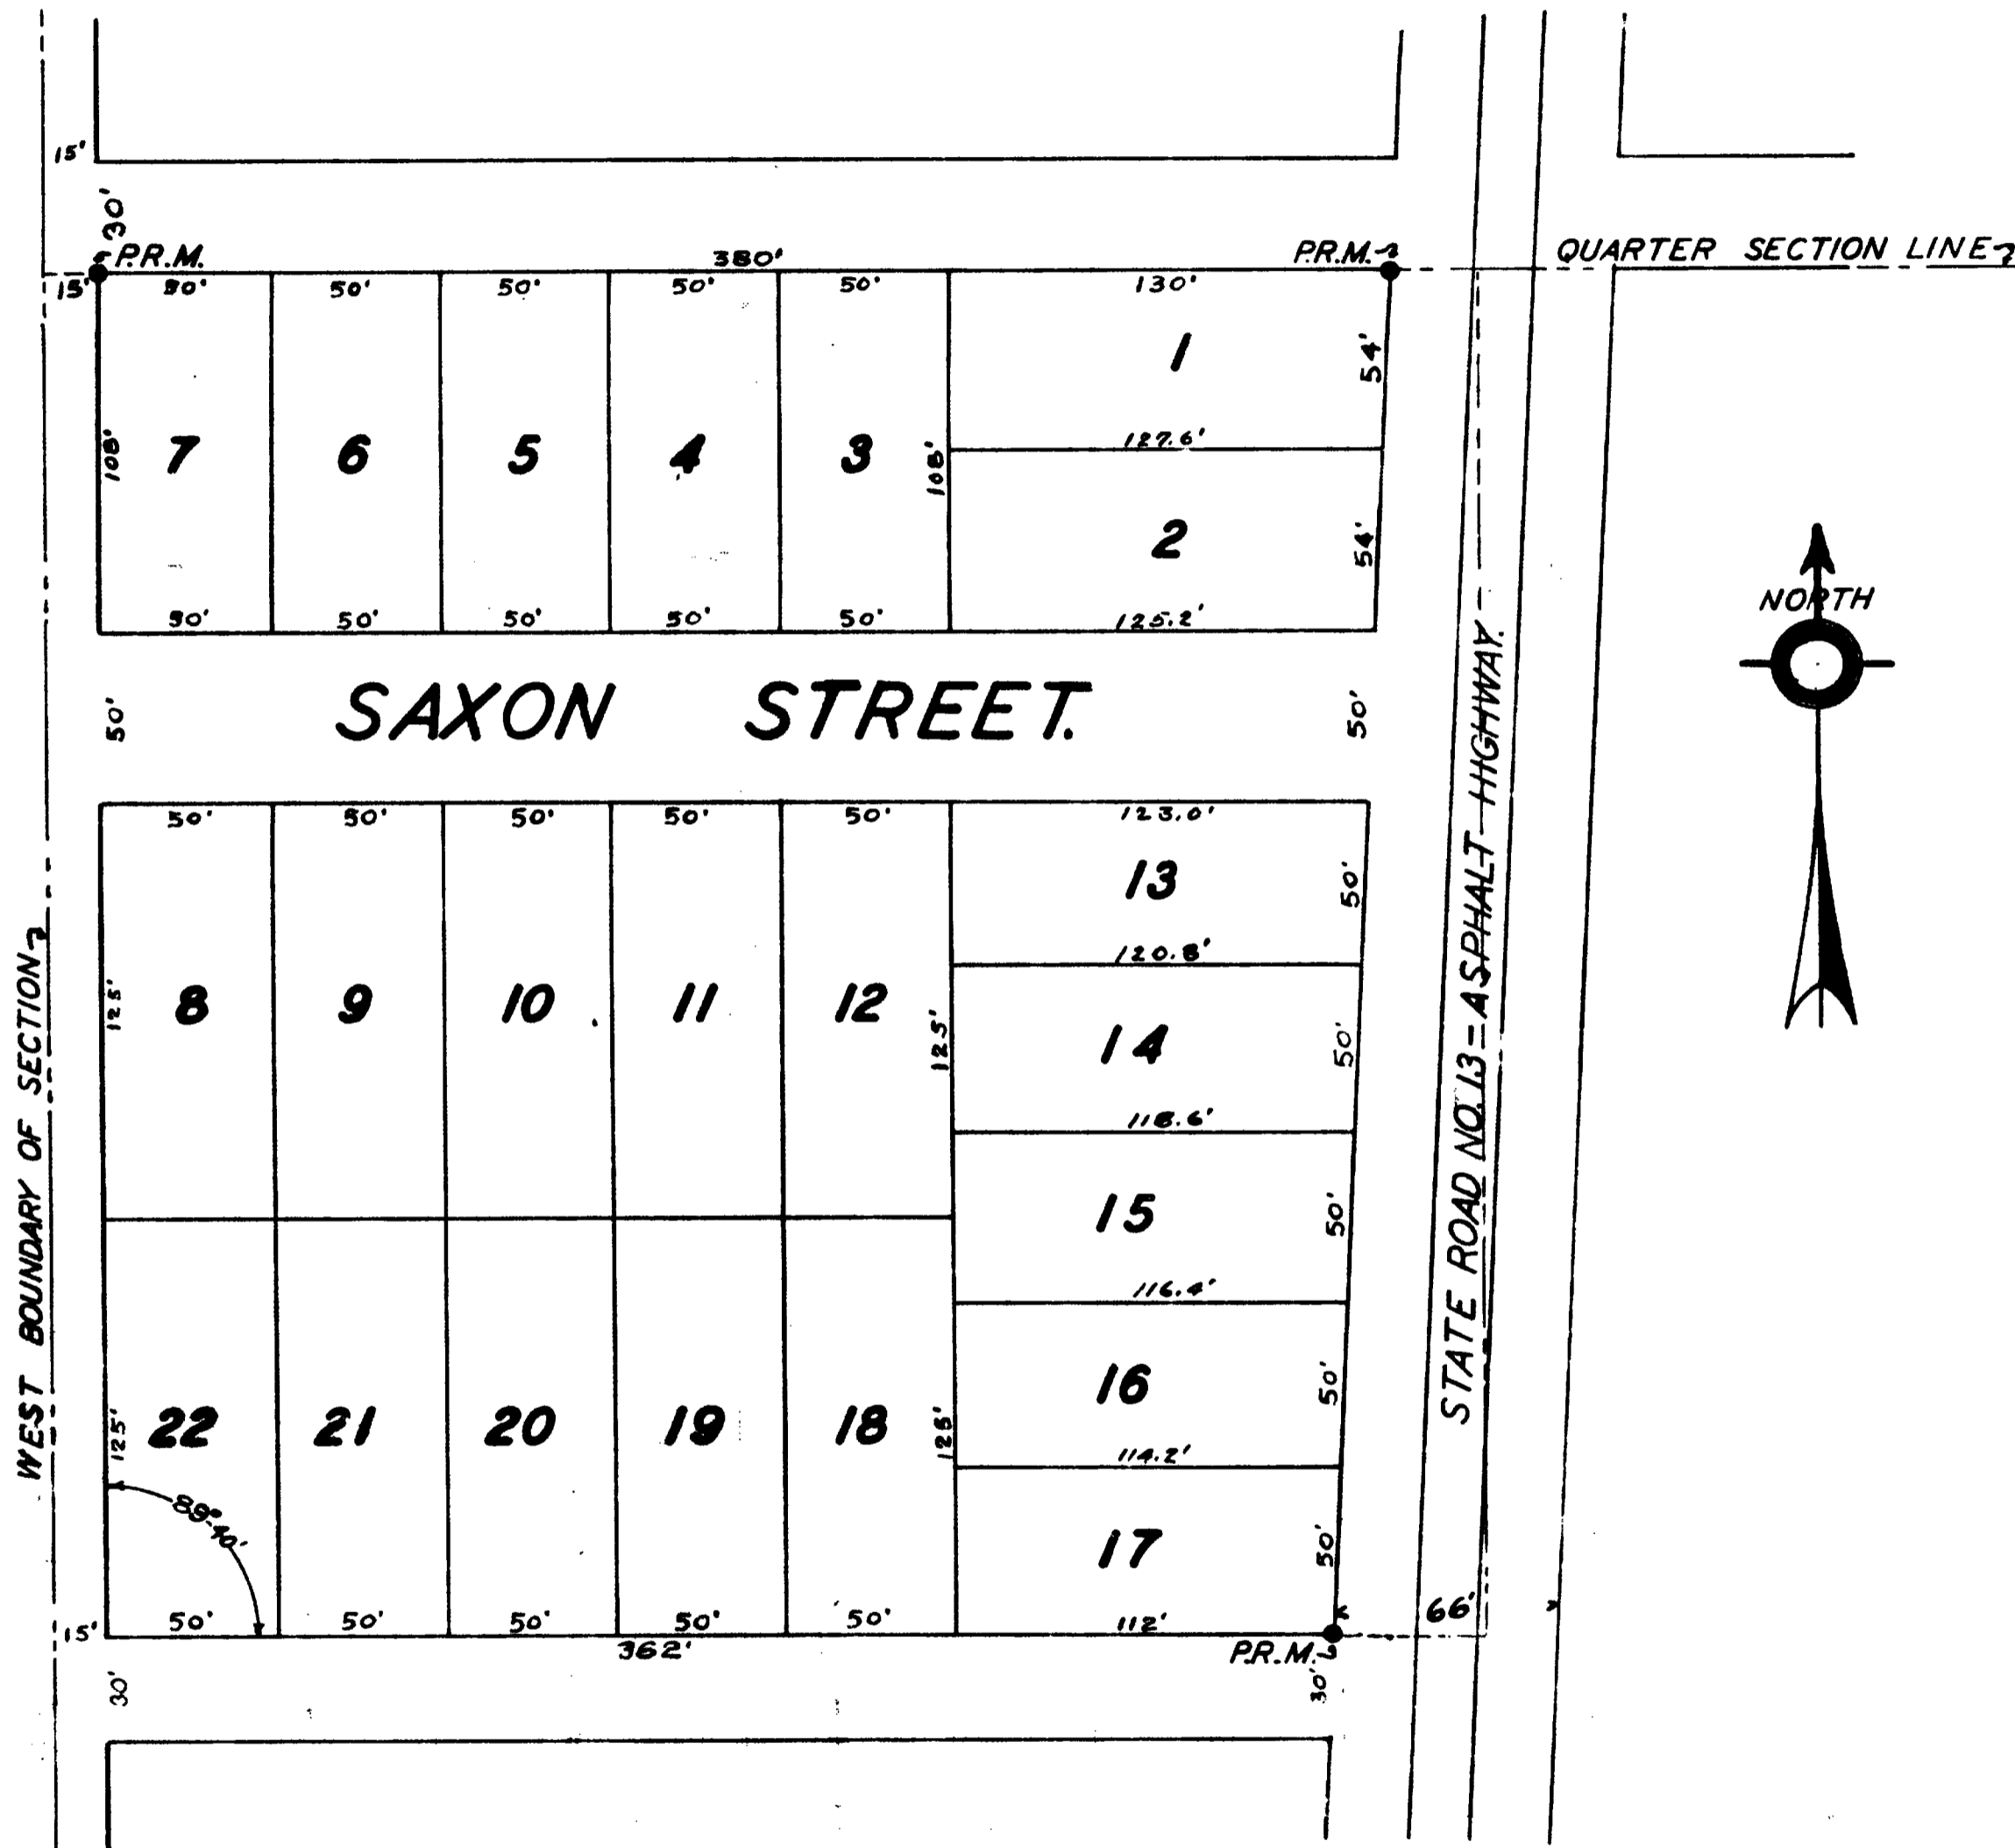 15'
30'
P.R.M.
380'
P.R.M.
QUARTER SECTION LINE
15'
50' 50' 50' 50' 50' 130'
1
54'
127.6'
108'
7 6 5 4 3
108'
2
54'
50' 50' 50' 50' 50' 125.2'
NORTH
50'
SAXON STREET.
50'
STATE ROAD NO. 13 = ASPHALT HIGHWAY.
50' 50' 50' 50' 50' 123.0'
13
50'
120.8'
125'
8 9 10 11 12
125'
14
50'
118.6'
15
50'
116.4'
WEST BOUNDARY OF SECTION
125'
22 21 20 19 18
125'
16
50'
114.2'
89°-40'
17
50'
66'
15'
50' 50' 50' 50' 50' 112'
362'
P.R.M.
30'
30'